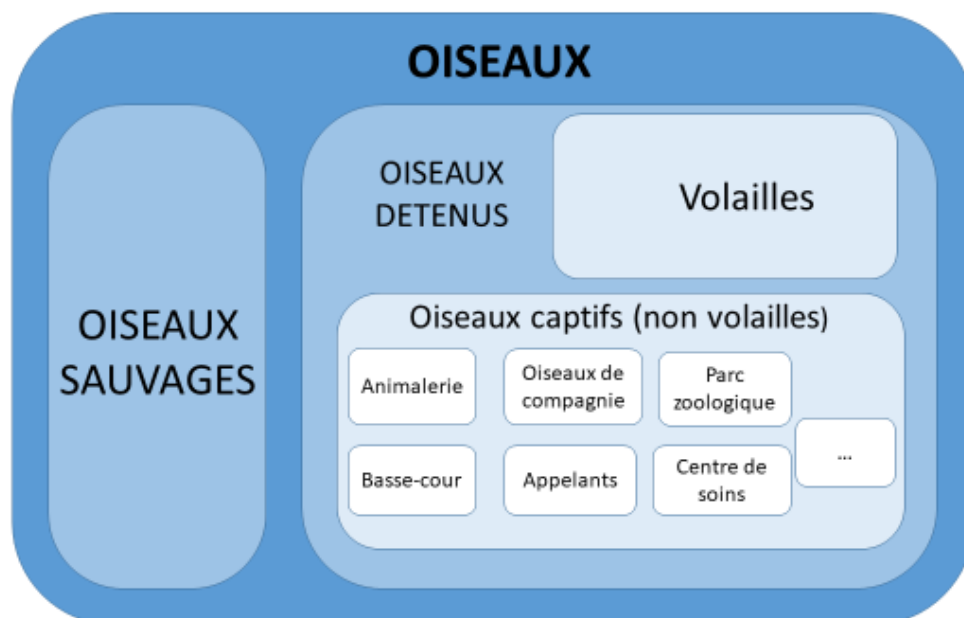 OISEAUX
OISEAUX
SAUVAGES
OISEAUX
DETENUS
Volailles
Oiseaux captifs (non volailles)
Animalerie
Oiseaux de
compagnie
Parc
zoologique
Basse-cour
Appelants
Centre de
soins
...